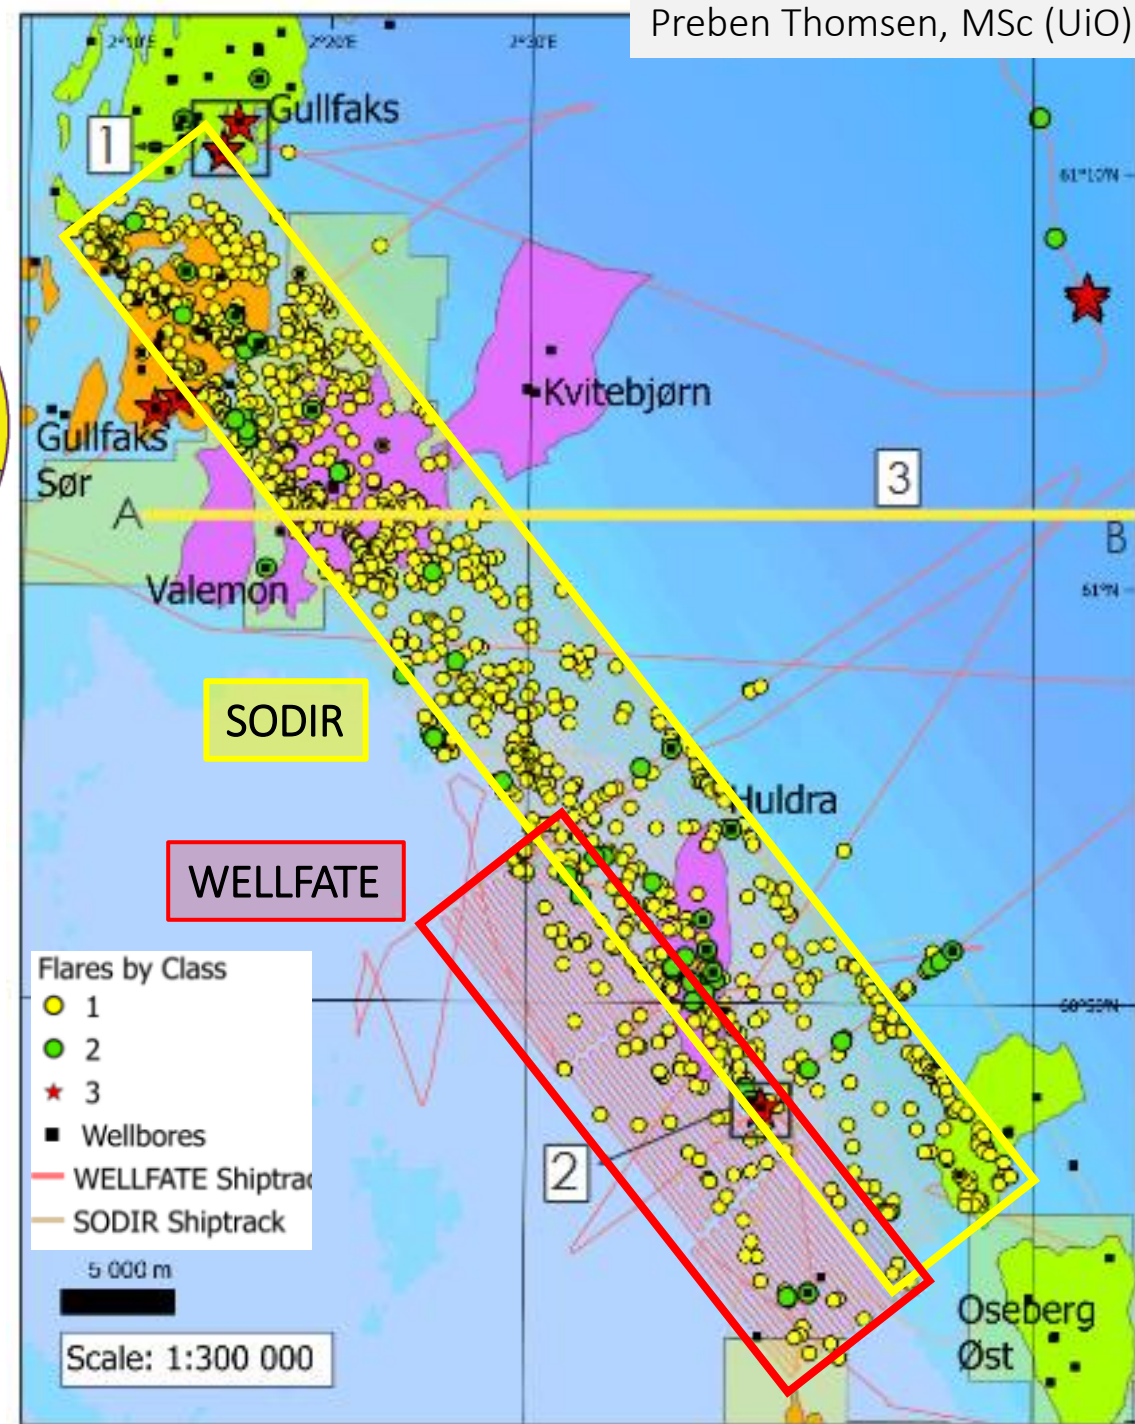 Preben Thomsen, MSc (UiO)
2°10'E
2°20'E
2°30'E
Gullfaks
1
61°10'N
Kvitebjørn
Gullfaks
Sør
3
A
B
Valemon
61°N
SODIR
Huldra
WELLFATE
Flares by Class
1
2
3
Wellbores
WELLFATE Shiptrac
SODIR Shiptrack
60°50'N
2
5 000 m
Scale: 1:300 000
Oseberg
Øst